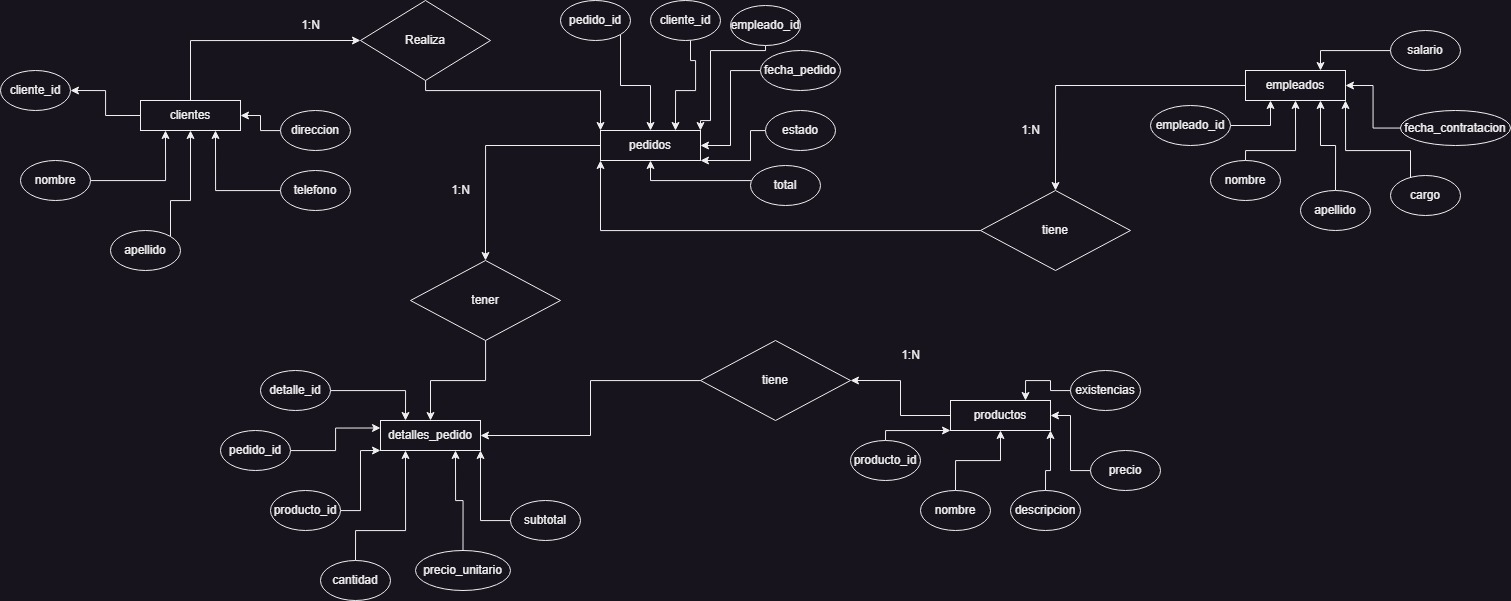 1:N
Realiza
pedido_id
cliente_id
empleado_id
fecha_pedido
estado
total
pedidos
cliente_id
clientes
direccion
nombre
telefono
apellido
salario
empleados
empleado_id
fecha_contratacion
nombre
apellido
cargo
1:N
tiene
1:N
tener
detalle_id
detalles_pedido
pedido_id
producto_id
cantidad
precio_unitario
subtotal
tiene
1:N
existencias
productos
producto_id
precio
nombre
descripcion